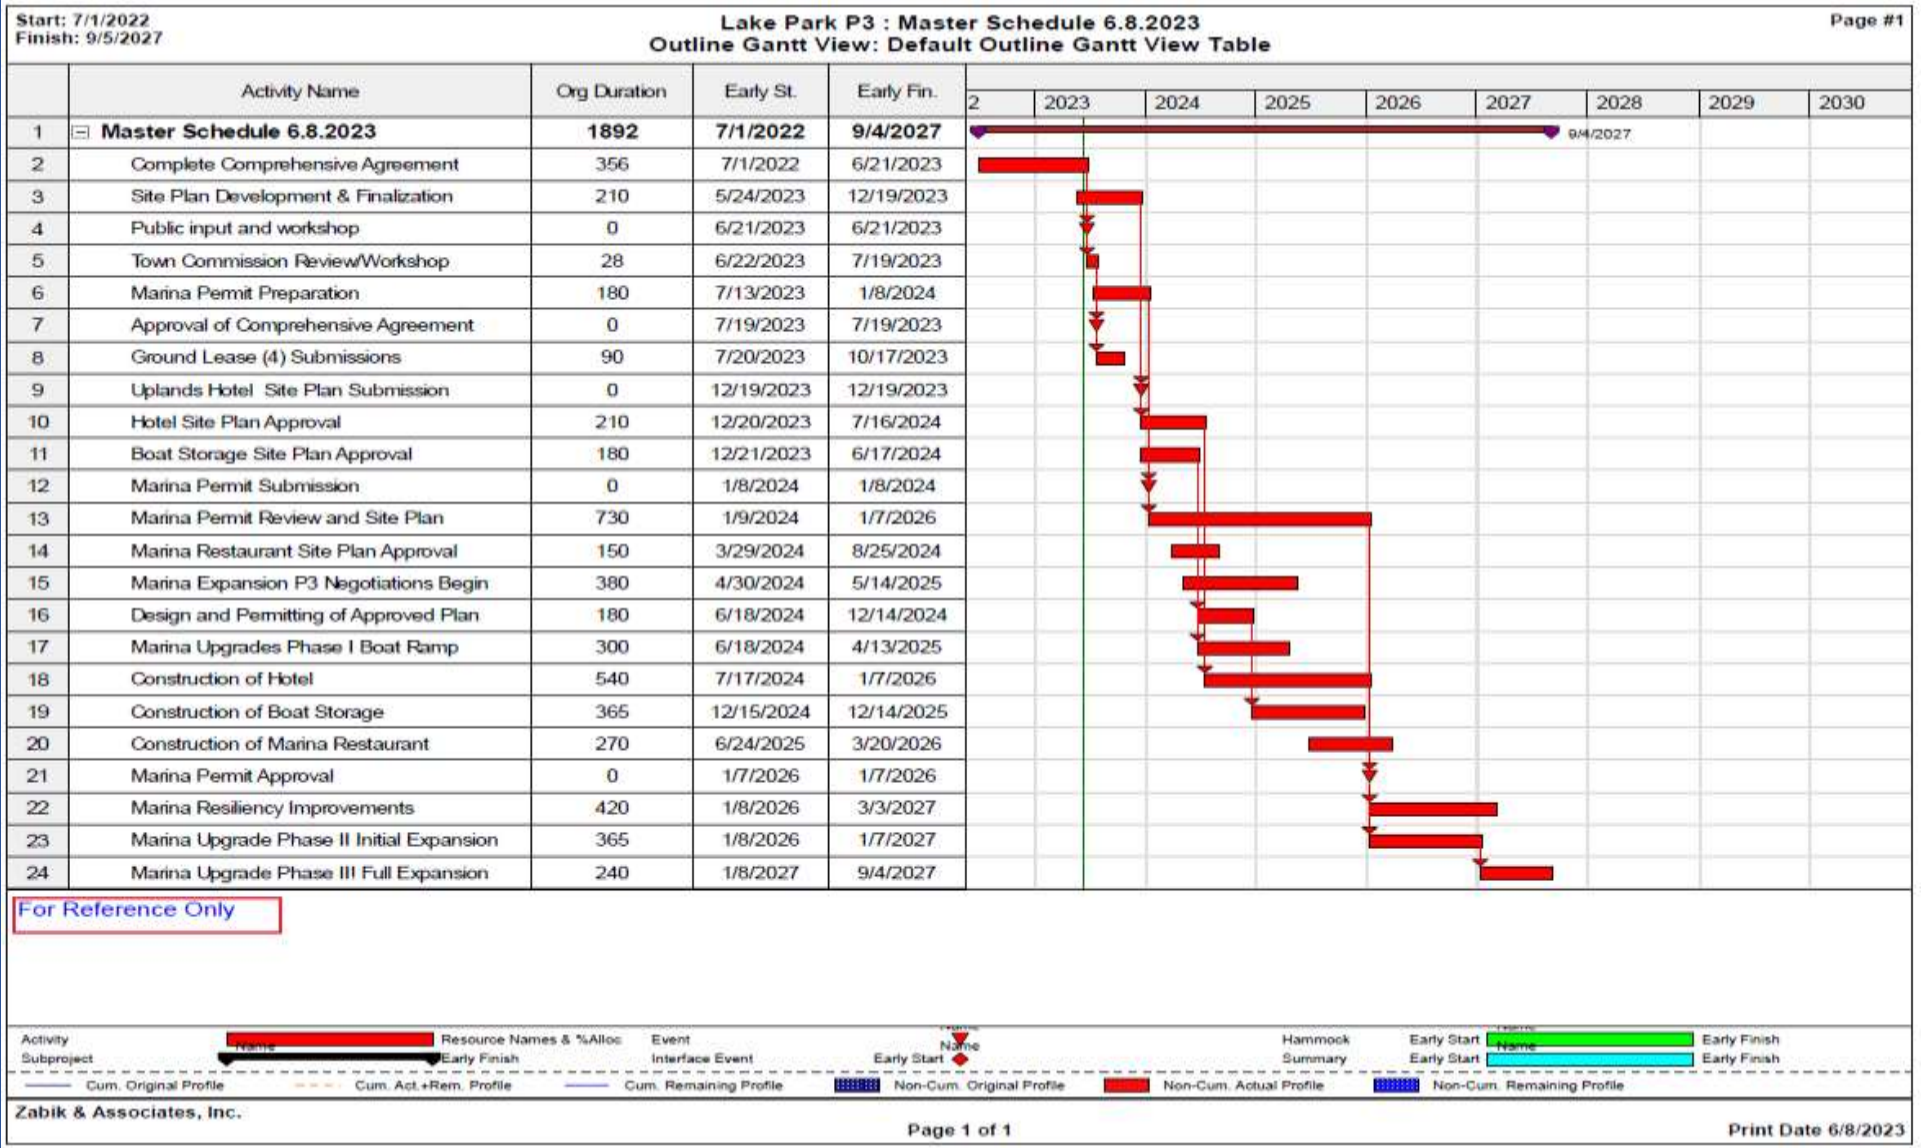 Start: 7/1/2022
Finish: 9/5/2027
Lake Park P3 : Master Schedule 6.8.2023
Outline Gantt View: Default Outline Gantt View Table
Page #1
Activity Name Org Duration Early St. Early Fin. 2 2023 2024 2025 2026 2027 2028 2029 2030
1 Master Schedule 6.8.2023 1892 7/1/2022 9/4/2027 9/4/2027
2 Complete Comprehensive Agreement 356 7/1/2022 6/21/2023
3 Site Plan Development & Finalization 210 5/24/2023 12/19/2023
4 Public input and workshop 0 6/21/2023 6/21/2023
5 Town Commission Review/Workshop 28 6/22/2023 7/19/2023
6 Marina Permit Preparation 180 7/13/2023 1/8/2024
7 Approval of Comprehensive Agreement 0 7/19/2023 7/19/2023
8 Ground Lease (4) Submissions 90 7/20/2023 10/17/2023
9 Uplands Hotel Site Plan Submission 0 12/19/2023 12/19/2023
10 Hotel Site Plan Approval 210 12/20/2023 7/16/2024
11 Boat Storage Site Plan Approval 180 12/21/2023 6/17/2024
12 Marina Permit Submission 0 1/8/2024 1/8/2024
13 Marina Permit Review and Site Plan 730 1/9/2024 1/7/2026
14 Marina Restaurant Site Plan Approval 150 3/29/2024 8/25/2024
15 Marina Expansion P3 Negotiations Begin 380 4/30/2024 5/14/2025
16 Design and Permitting of Approved Plan 180 6/18/2024 12/14/2024
17 Marina Upgrades Phase I Boat Ramp 300 6/18/2024 4/13/2025
18 Construction of Hotel 540 7/17/2024 1/7/2026
19 Construction of Boat Storage 365 12/15/2024 12/14/2025
20 Construction of Marina Restaurant 270 6/24/2025 3/20/2026
21 Marina Permit Approval 0 1/7/2026 1/7/2026
22 Marina Resiliency Improvements 420 1/8/2026 3/3/2027
23 Marina Upgrade Phase II Initial Expansion 365 1/8/2026 1/7/2027
24 Marina Upgrade Phase III Full Expansion 240 1/8/2027 9/4/2027
For Reference Only
Activity Resource Names & %Alloc Event Name Hammock Early Start Name Early Finish
Subproject Name Early Finish Interface Event Early Start Name Summary Early Start Name Early Finish
Cum. Original Profile Cum. Act.+Rem. Profile Cum. Remaining Profile Non-Cum. Original Profile Non-Cum. Actual Profile Non-Cum. Remaining Profile
Zabik & Associates, Inc.
Page 1 of 1
Print Date 6/8/2023